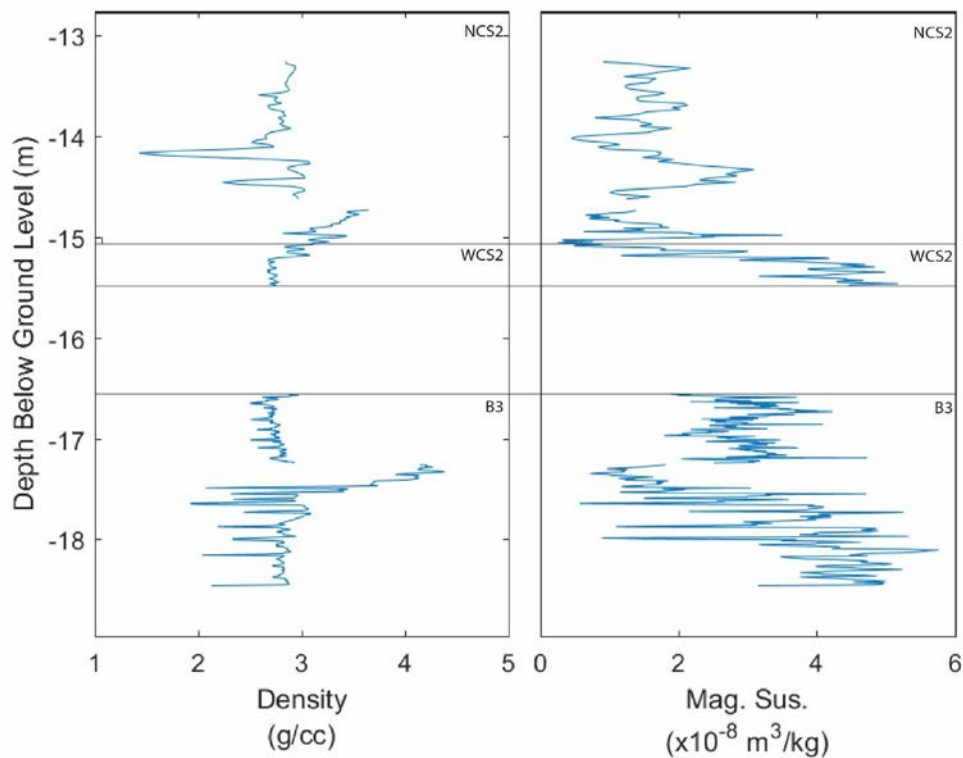 NCS2
NCS2
-13
-14
-15
WCS2
WCS2
-16
B3
B3
-17
-18
Depth Below Ground Level (m)
1
2
3
4
5
0
2
4
6
Density
(g/cc)
Mag. Sus.
(x10⁻⁸ m³/kg)